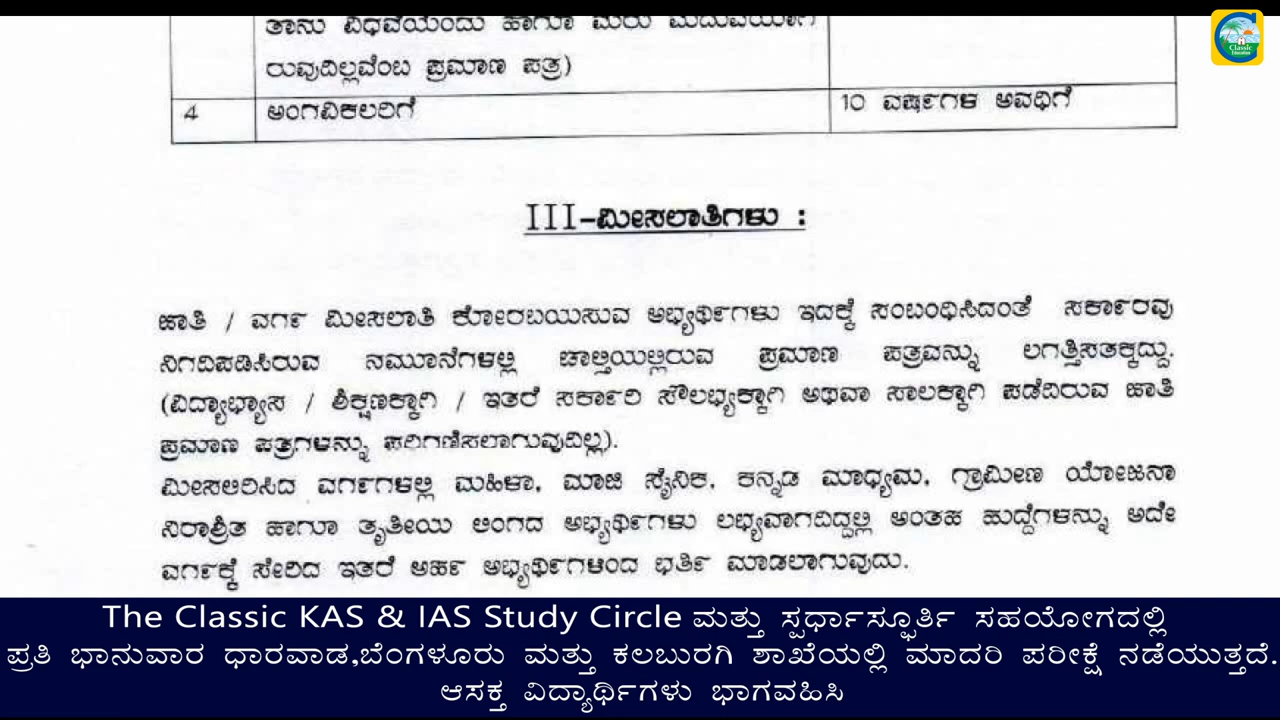 ತಾನು ವಿಧವೆಯೆಂದು ಹಾಗೂ ಮರು ಮದುವೆಯಾಗಿ
ರುವುದಿಲ್ಲವೆಂಬ ಪ್ರಮಾಣ ಪತ್ರ)
4 ಅಂಗವಿಕಲರಿಗೆ 10 ವರ್ಷಗಳ ಅವಧಿಗೆ
III-ಮೀಸಲಾತಿಗಳು :
ಜಾತಿ / ವರ್ಗ ಮೀಸಲಾತಿ ಕೋರಬಯಸುವ ಅಭ್ಯರ್ಥಿಗಳು ಇದಕ್ಕೆ ಸಂಬಂಧಿಸಿದಂತೆ ಸರ್ಕಾರವು
ನಿಗದಿಪಡಿಸಿರುವ ನಮೂನೆಗಳಲ್ಲಿ ಚಾಲ್ತಿಯಲ್ಲಿರುವ ಪ್ರಮಾಣ ಪತ್ರವನ್ನು ಲಗತ್ತಿಸತಕ್ಕದ್ದು.
(ವಿದ್ಯಾಭ್ಯಾಸ / ಶಿಕ್ಷಣಕ್ಕಾಗಿ / ಇತರೆ ಸರ್ಕಾರಿ ಸೌಲಭ್ಯಕ್ಕಾಗಿ ಅಥವಾ ಸಾಲಕ್ಕಾಗಿ ಪಡೆದಿರುವ ಜಾತಿ
ಪ್ರಮಾಣ ಪತ್ರಗಳನ್ನು ಪರಿಗಣಿಸಲಾಗುವುದಿಲ್ಲ).
ಮೀಸಲಿರಿಸಿದ ವರ್ಗಗಳಲ್ಲಿ ಮಹಿಳಾ, ಮಾಜಿ ಸೈನಿಕ, ಕನ್ನಡ ಮಾಧ್ಯಮ, ಗ್ರಾಮೀಣ ಯೋಜನಾ
ನಿರಾಶ್ರಿತ ಹಾಗೂ ತೃತೀಯ ಲಿಂಗದ ಅಭ್ಯರ್ಥಿಗಳು ಲಭ್ಯವಾಗದಿದ್ದಲ್ಲಿ ಅಂತಹ ಹುದ್ದೆಗಳನ್ನು ಅದೇ
ವರ್ಗಕ್ಕೆ ಸೇರಿದ ಇತರೆ ಅರ್ಹ ಅಭ್ಯರ್ಥಿಗಳಿಂದ ಭರ್ತಿ ಮಾಡಲಾಗುವುದು.
The Classic KAS & IAS Study Circle ಮತ್ತು ಸ್ಪರ್ಧಾಸ್ಫೂರ್ತಿ ಸಹಯೋಗದಲ್ಲಿ
ಪ್ರತಿ ಭಾನುವಾರ ಧಾರವಾಡ,ಬೆಂಗಳೂರು ಮತ್ತು ಕಲಬುರಗಿ ಶಾಖೆಯಲ್ಲಿ ಮಾದರಿ ಪರೀಕ್ಷೆ ನಡೆಯುತ್ತದೆ.
ಆಸಕ್ತ ವಿದ್ಯಾರ್ಥಿಗಳು ಭಾಗವಹಿಸಿ
Classic
Education